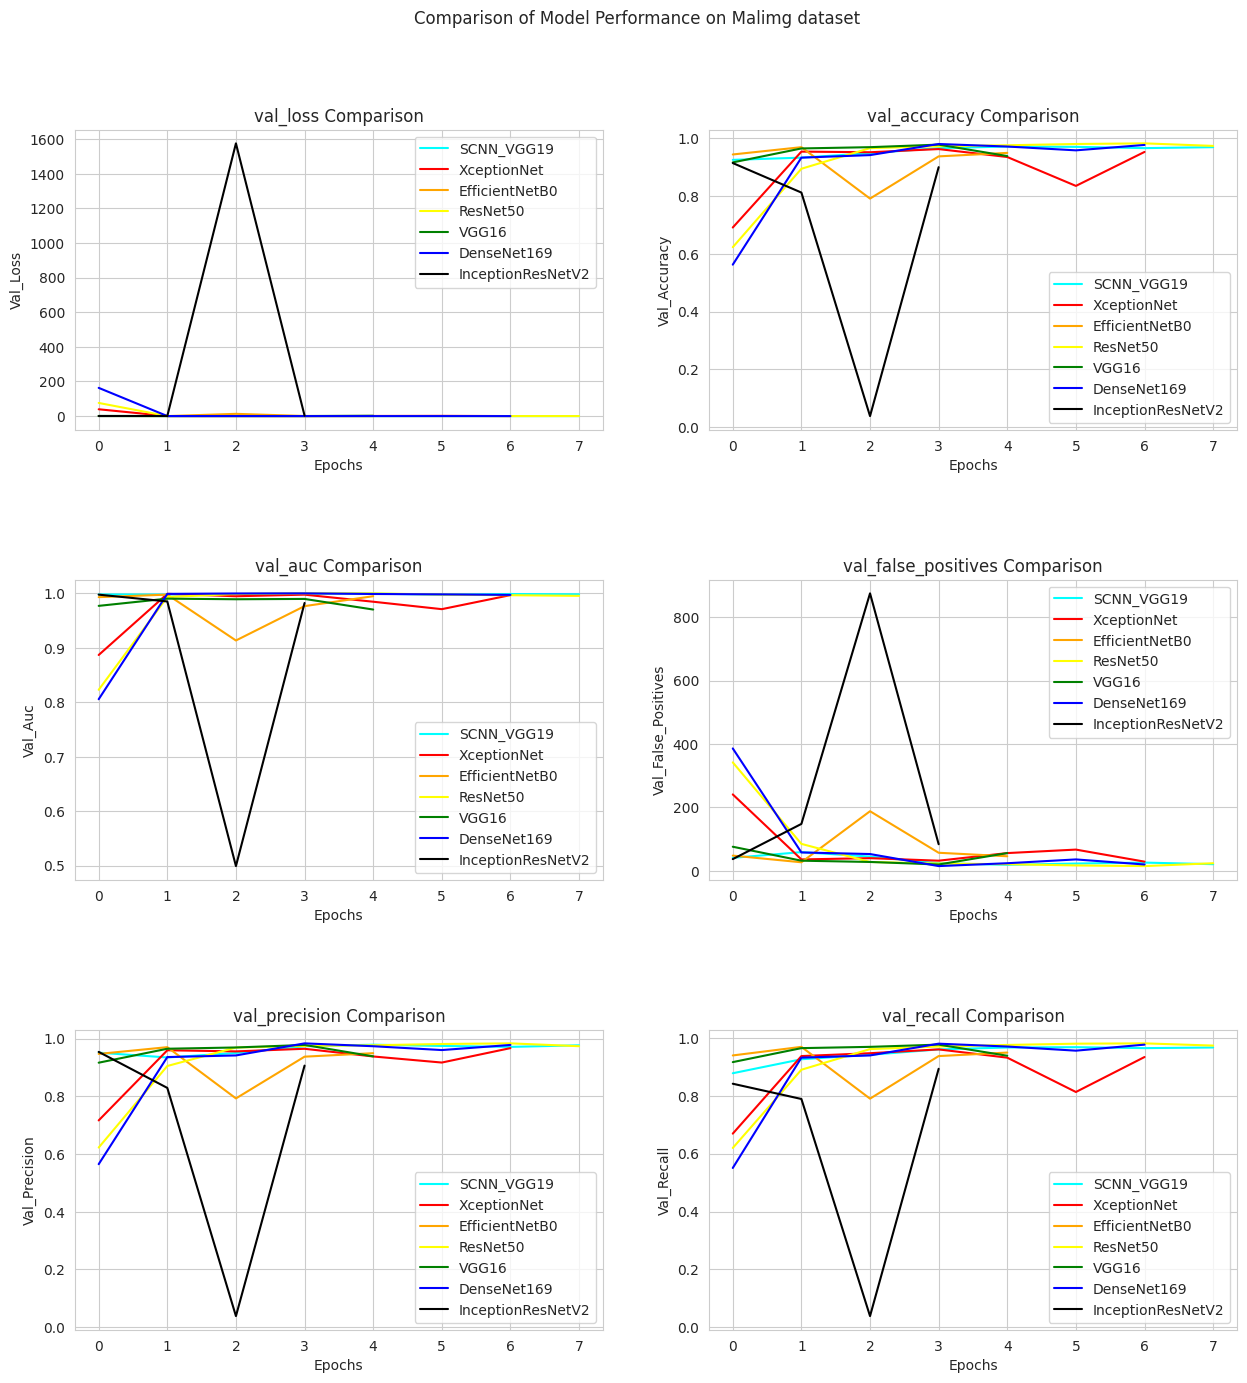 Comparison of Model Performance on Malimg dataset
val_loss Comparison
Val_Loss
1600
1400
1200
1000
800
600
400
200
0
SCNN_VGG19
XceptionNet
EfficientNetB0
ResNet50
VGG16
DenseNet169
InceptionResNetV2
0 1 2 3 4 5 6 7
Epochs
val_accuracy Comparison
Val_Accuracy
1.0
0.8
0.6
0.4
0.2
0.0
SCNN_VGG19
XceptionNet
EfficientNetB0
ResNet50
VGG16
DenseNet169
InceptionResNetV2
0 1 2 3 4 5 6 7
Epochs
val_auc Comparison
Val_Auc
1.0
0.9
0.8
0.7
0.6
0.5
SCNN_VGG19
XceptionNet
EfficientNetB0
ResNet50
VGG16
DenseNet169
InceptionResNetV2
0 1 2 3 4 5 6 7
Epochs
val_false_positives Comparison
Val_False_Positives
800
600
400
200
0
SCNN_VGG19
XceptionNet
EfficientNetB0
ResNet50
VGG16
DenseNet169
InceptionResNetV2
0 1 2 3 4 5 6 7
Epochs
val_precision Comparison
Val_Precision
1.0
0.8
0.6
0.4
0.2
0.0
SCNN_VGG19
XceptionNet
EfficientNetB0
ResNet50
VGG16
DenseNet169
InceptionResNetV2
0 1 2 3 4 5 6 7
Epochs
val_recall Comparison
Val_Recall
1.0
0.8
0.6
0.4
0.2
0.0
SCNN_VGG19
XceptionNet
EfficientNetB0
ResNet50
VGG16
DenseNet169
InceptionResNetV2
0 1 2 3 4 5 6 7
Epochs